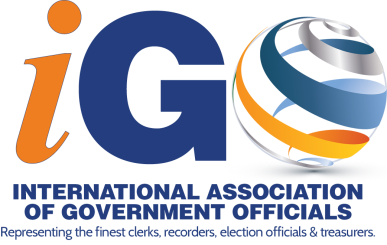 iGO
INTERNATIONAL ASSOCIATION
OF GOVERNMENT OFFICIALS
Representing the finest clerks, recorders, election officials & treasurers.